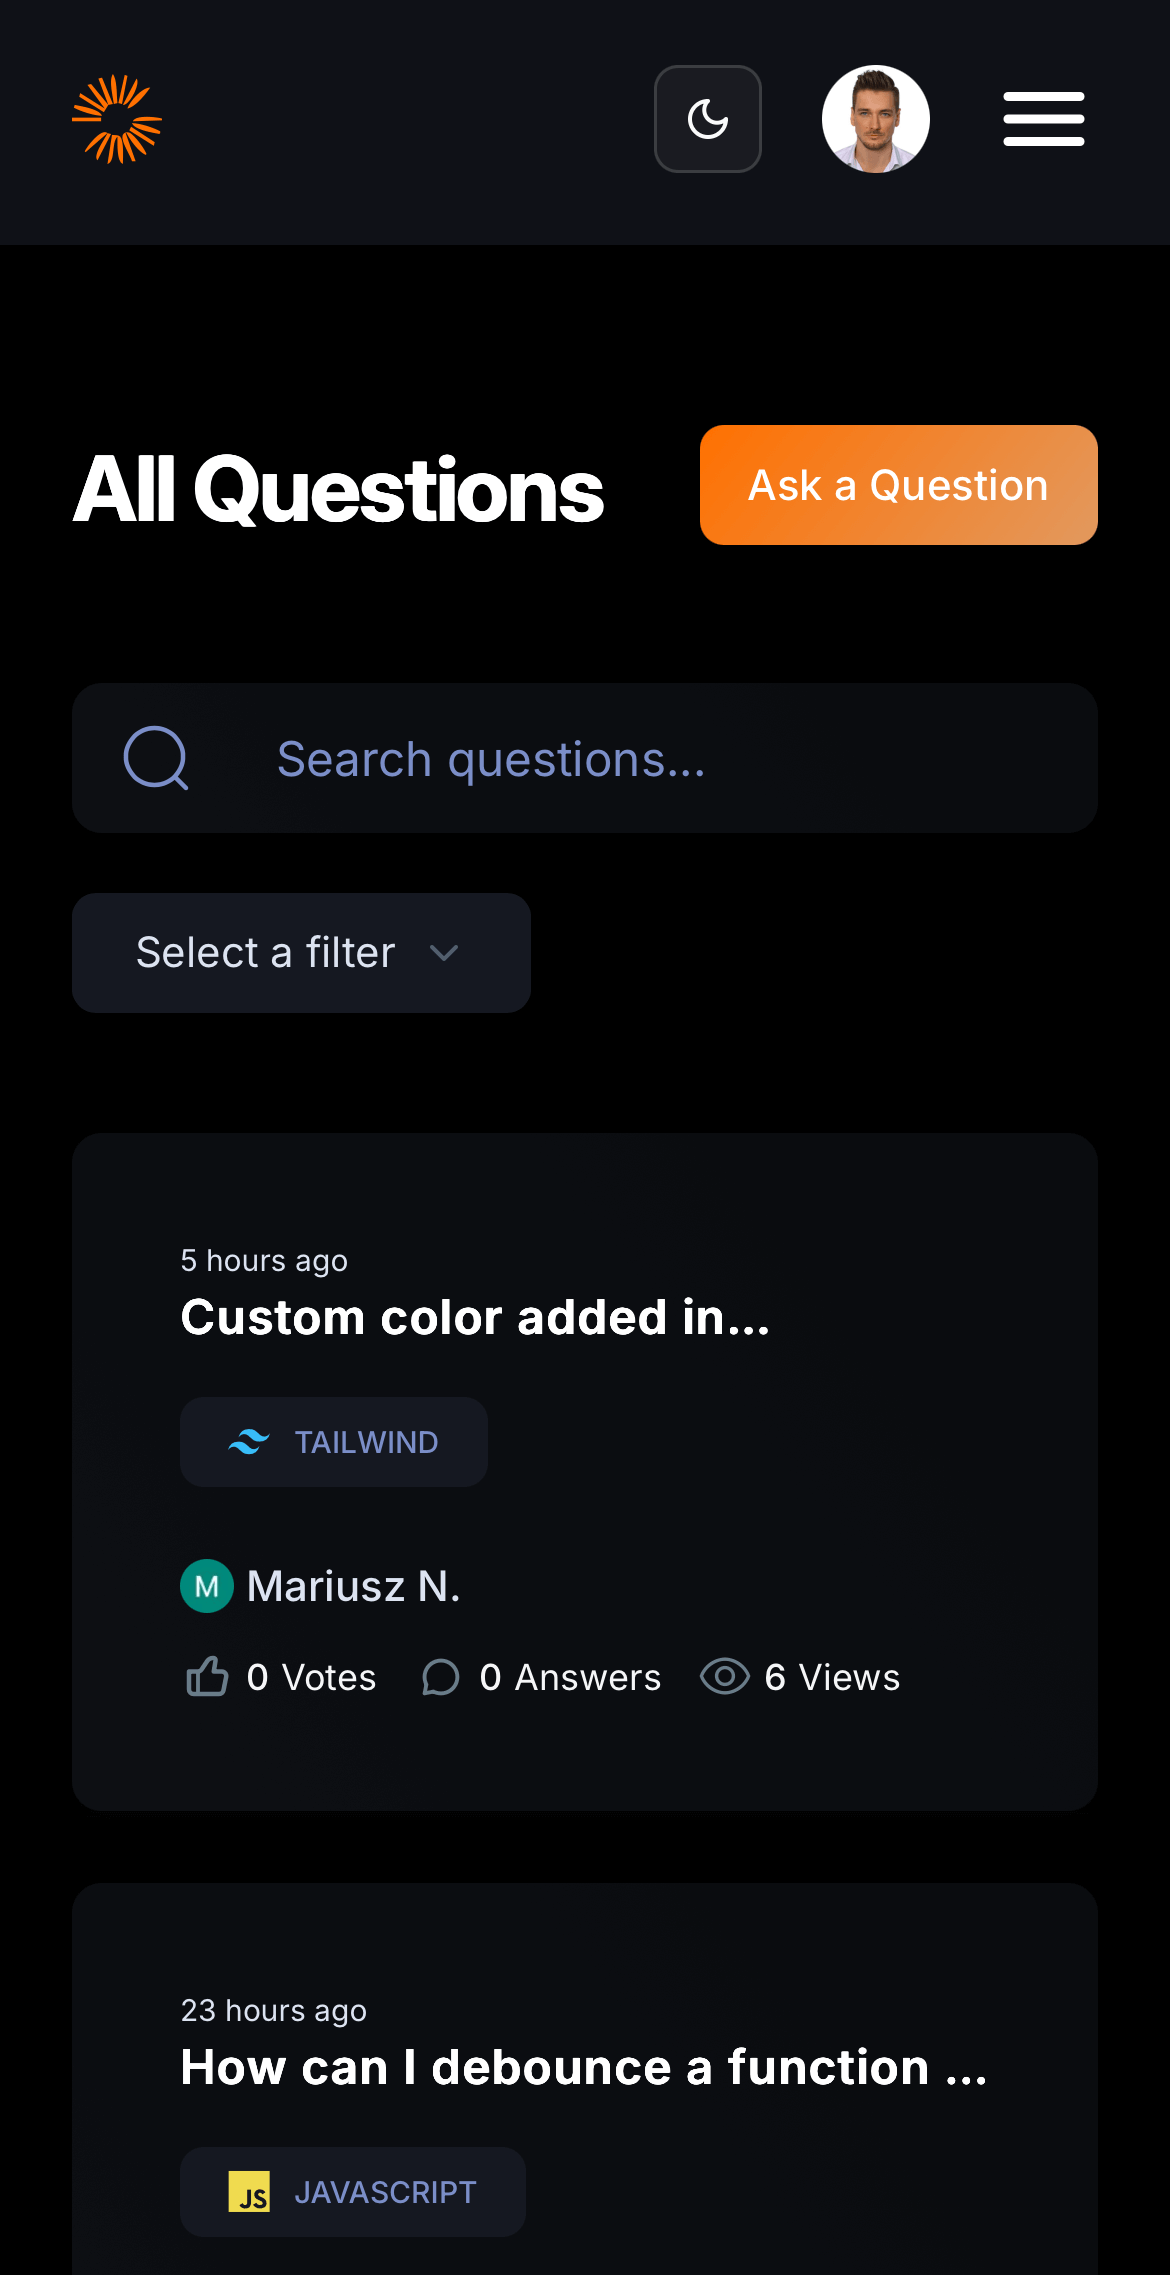 All Questions
Ask a Question
Search questions...
Select a filter
5 hours ago
Custom color added in...
TAILWIND
M Mariusz N.
0 Votes 0 Answers 6 Views
23 hours ago
How can I debounce a function ...
JS JAVASCRIPT